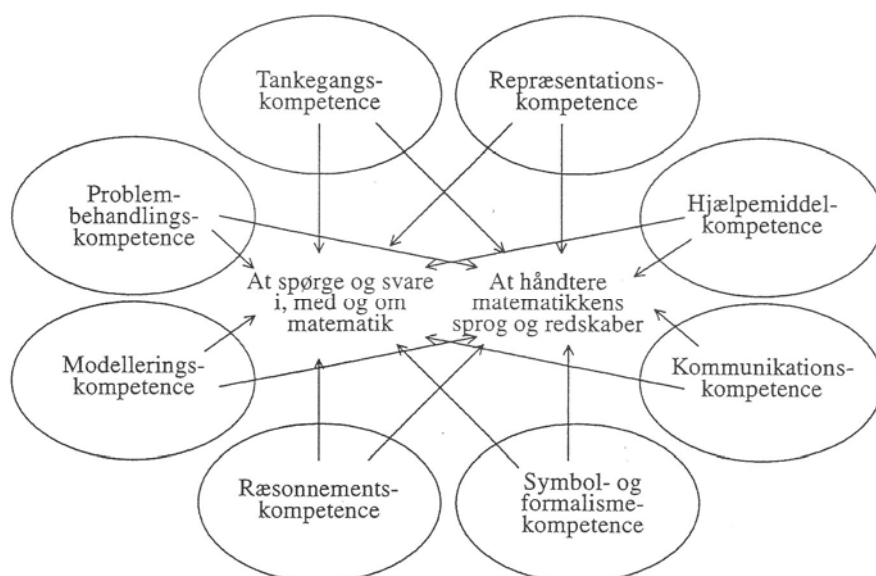 Tankegangs-
kompetence
Repræsentations-
kompetence
Problem-
behandlings-
kompetence
Hjælpemiddel-
kompetence
At spørge og svare
i, med og om
matematik
At håndtere
matematikkens
sprog og redskaber
Modellerings-
kompetence
Kommunikations-
kompetence
Ræsonnements-
kompetence
Symbol- og
formalisme-
kompetence